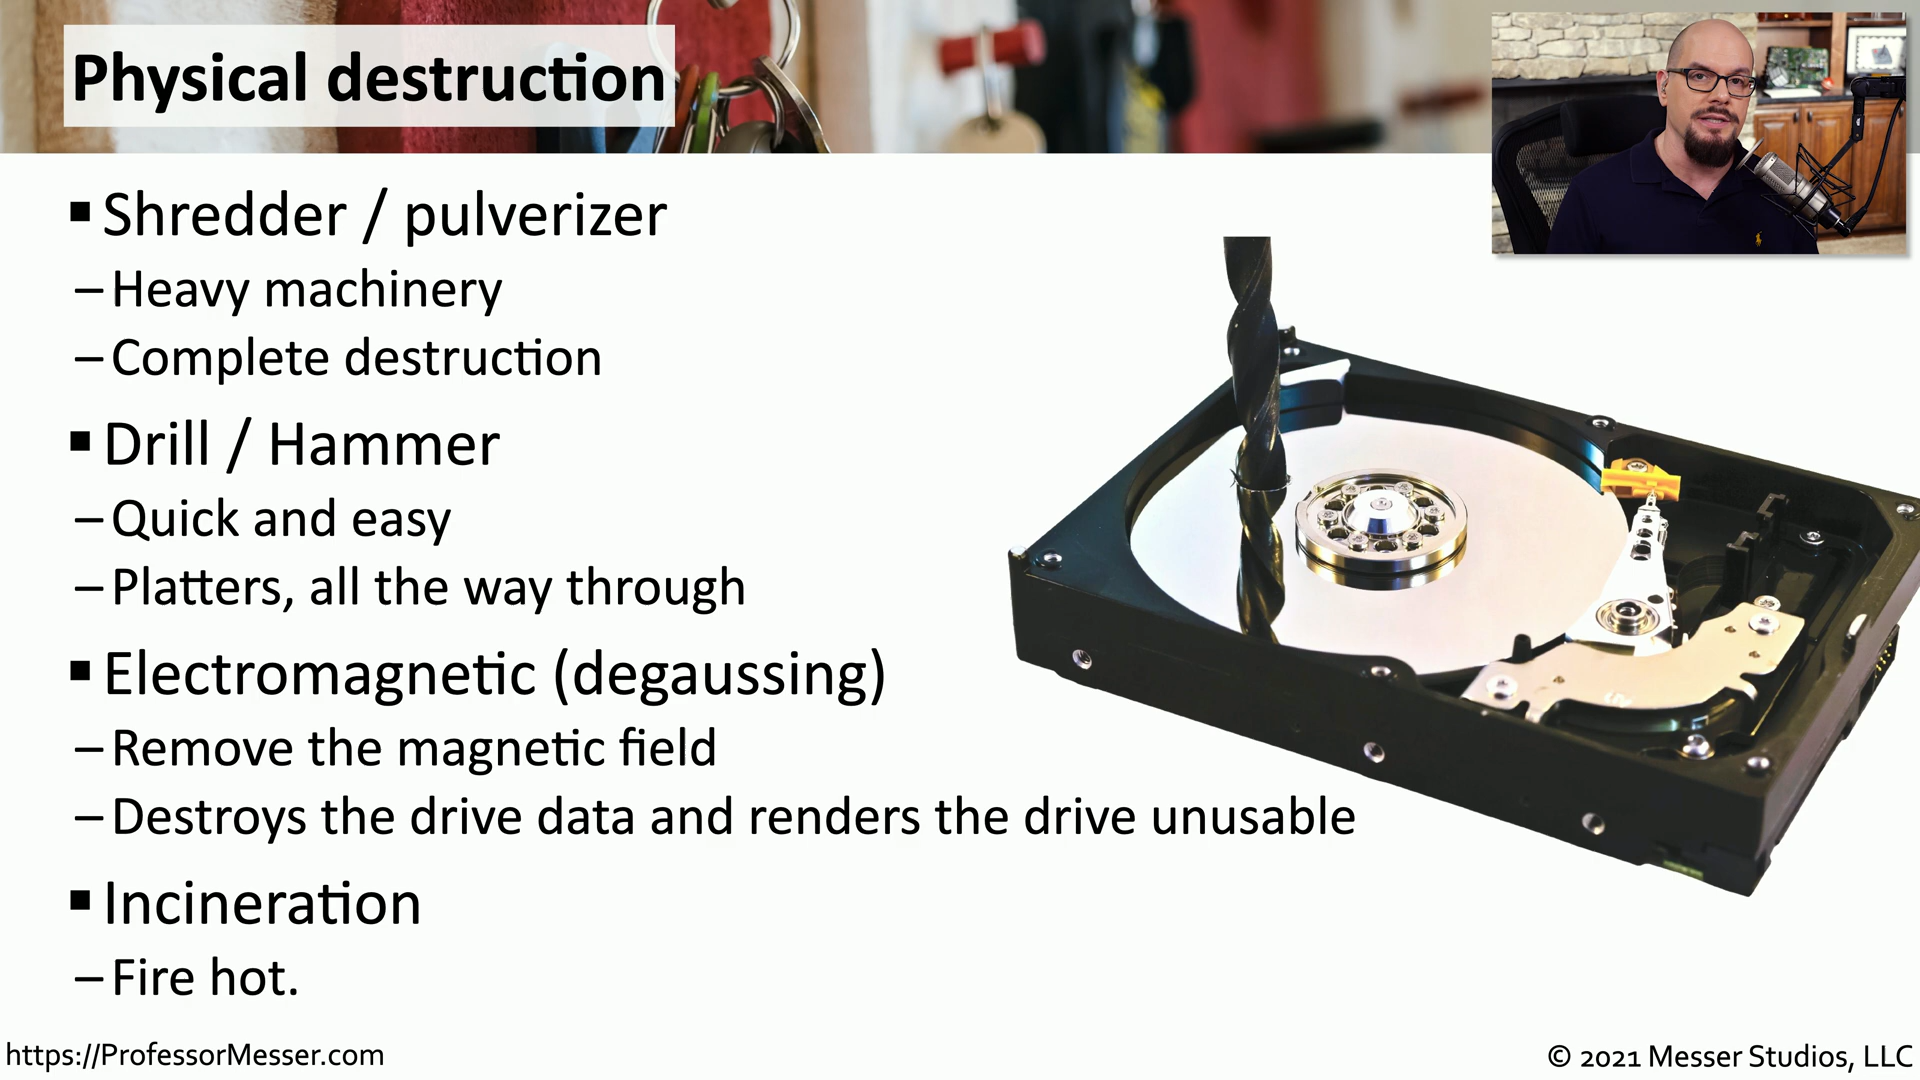 Physical destruction
▪ Shredder / pulverizer
– Heavy machinery
– Complete destruction
▪ Drill / Hammer
– Quick and easy
– Platters, all the way through
▪ Electromagnetic (degaussing)
– Remove the magnetic field
– Destroys the drive data and renders the drive unusable
▪ Incineration
– Fire hot.
https://ProfessorMesser.com
© 2021 Messer Studios, LLC